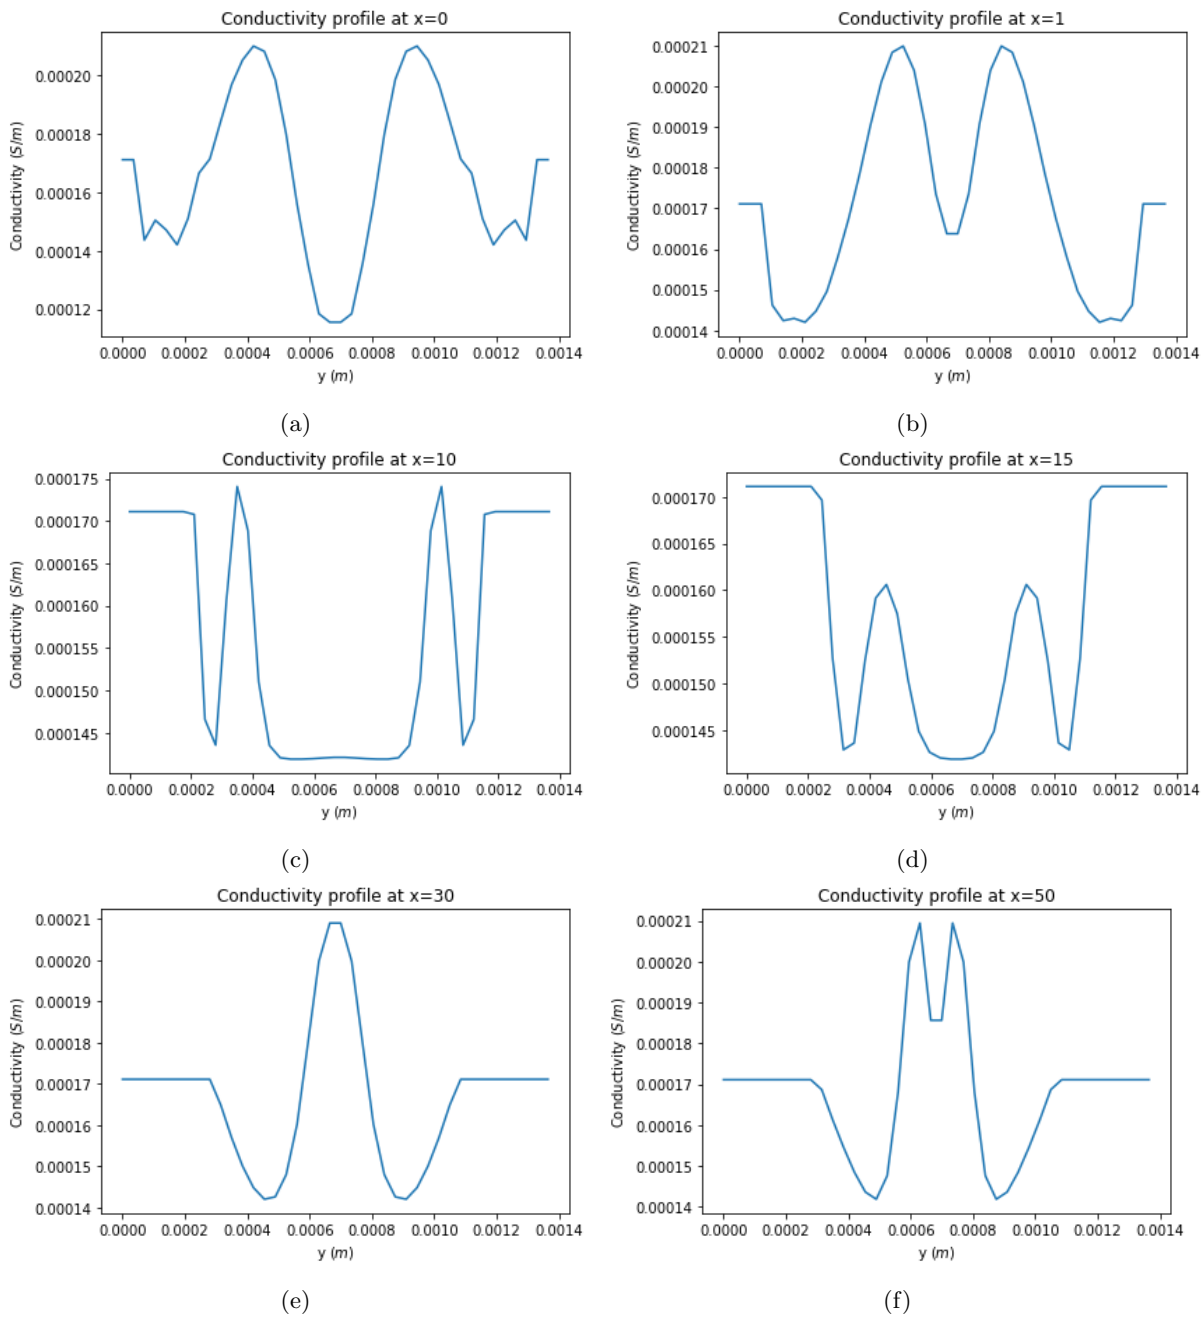 Conductivity profile at x=0
Conductivity (S/m)
0.00020
0.00018
0.00016
0.00014
0.00012
0.0000 0.0002 0.0004 0.0006 0.0008 0.0010 0.0012 0.0014
y (m)
(a)
Conductivity profile at x=1
Conductivity (S/m)
0.00021
0.00020
0.00019
0.00018
0.00017
0.00016
0.00015
0.00014
0.0000 0.0002 0.0004 0.0006 0.0008 0.0010 0.0012 0.0014
y (m)
(b)
Conductivity profile at x=10
Conductivity (S/m)
0.000175
0.000170
0.000165
0.000160
0.000155
0.000150
0.000145
0.0000 0.0002 0.0004 0.0006 0.0008 0.0010 0.0012 0.0014
y (m)
(c)
Conductivity profile at x=15
Conductivity (S/m)
0.000170
0.000165
0.000160
0.000155
0.000150
0.000145
0.0000 0.0002 0.0004 0.0006 0.0008 0.0010 0.0012 0.0014
y (m)
(d)
Conductivity profile at x=30
Conductivity (S/m)
0.00021
0.00020
0.00019
0.00018
0.00017
0.00016
0.00015
0.00014
0.0000 0.0002 0.0004 0.0006 0.0008 0.0010 0.0012 0.0014
y (m)
(e)
Conductivity profile at x=50
Conductivity (S/m)
0.00021
0.00020
0.00019
0.00018
0.00017
0.00016
0.00015
0.00014
0.0000 0.0002 0.0004 0.0006 0.0008 0.0010 0.0012 0.0014
y (m)
(f)